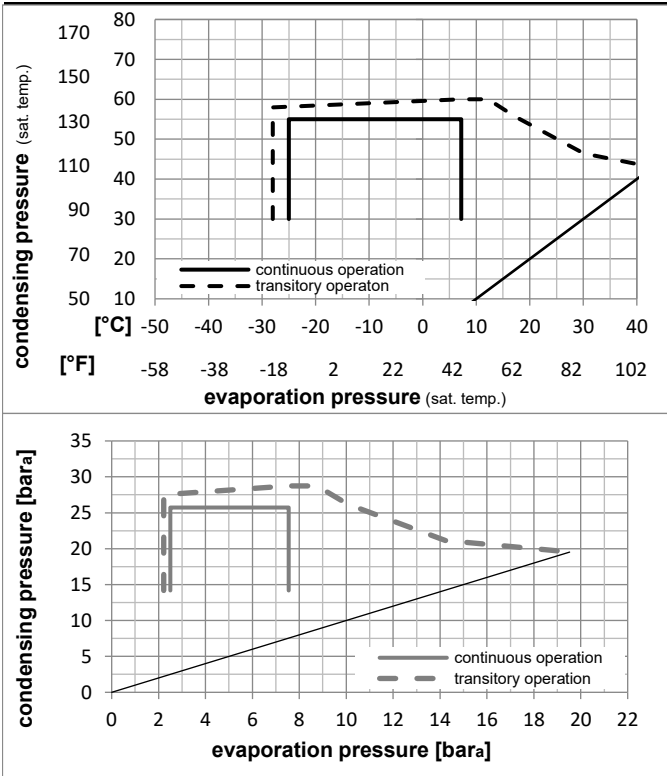 condensing pressure (sat. temp.)
170 80
70
150 60
130 50
110 40
90 30
20
50 10
continuous operation
transitory operaton
[°C] -50 -40 -30 -20 -10 0 10 20 30 40
[°F] -58 -38 -18 2 22 42 62 82 102
evaporation pressure (sat. temp.)
condensing pressure [bara]
35
30
25
20
15
10
5
0
continuous operation
transitory operation
0 2 4 6 8 10 12 14 16 18 20 22
evaporation pressure [bara]